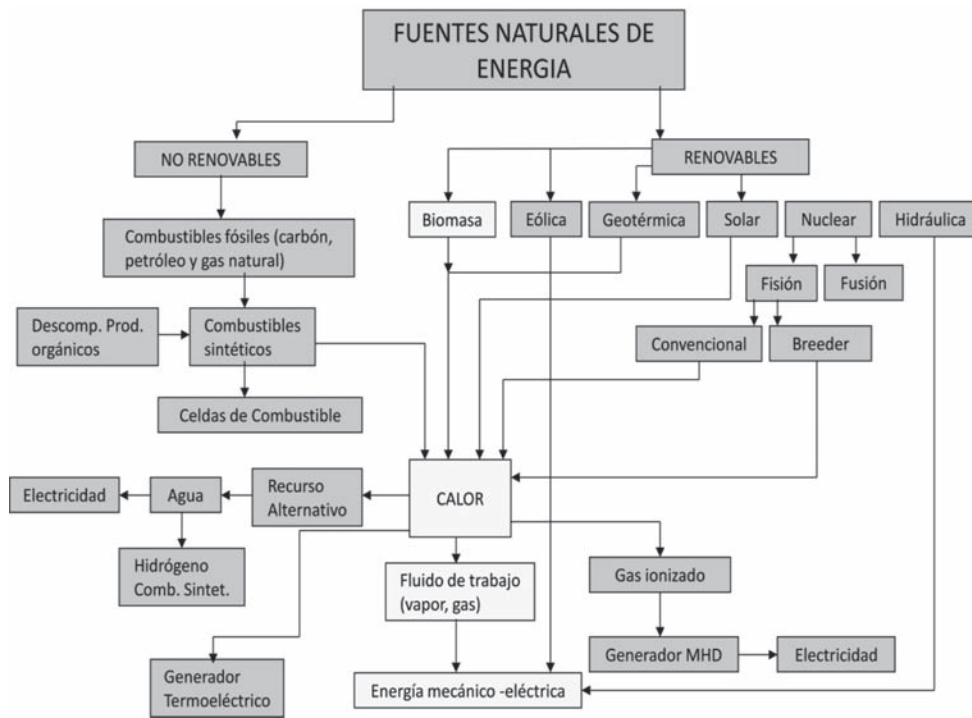 FUENTES NATURALES DE
ENERGIA
NO RENOVABLES
RENOVABLES
Biomasa
Eólica
Geotérmica
Solar
Nuclear
Hidráulica
Combustibles fósiles (carbón,
petróleo y gas natural)
Fisión
Fusión
Descomp. Prod.
orgánicos
Combustibles
sintéticos
Convencional
Breeder
Celdas de Combustible
Electricidad
Agua
Recurso
Alternativo
CALOR
Hidrógeno
Comb. Sintet.
Fluido de trabajo
(vapor, gas)
Gas ionizado
Generador MHD
Electricidad
Generador
Termoeléctrico
Energía mecánico -eléctrica